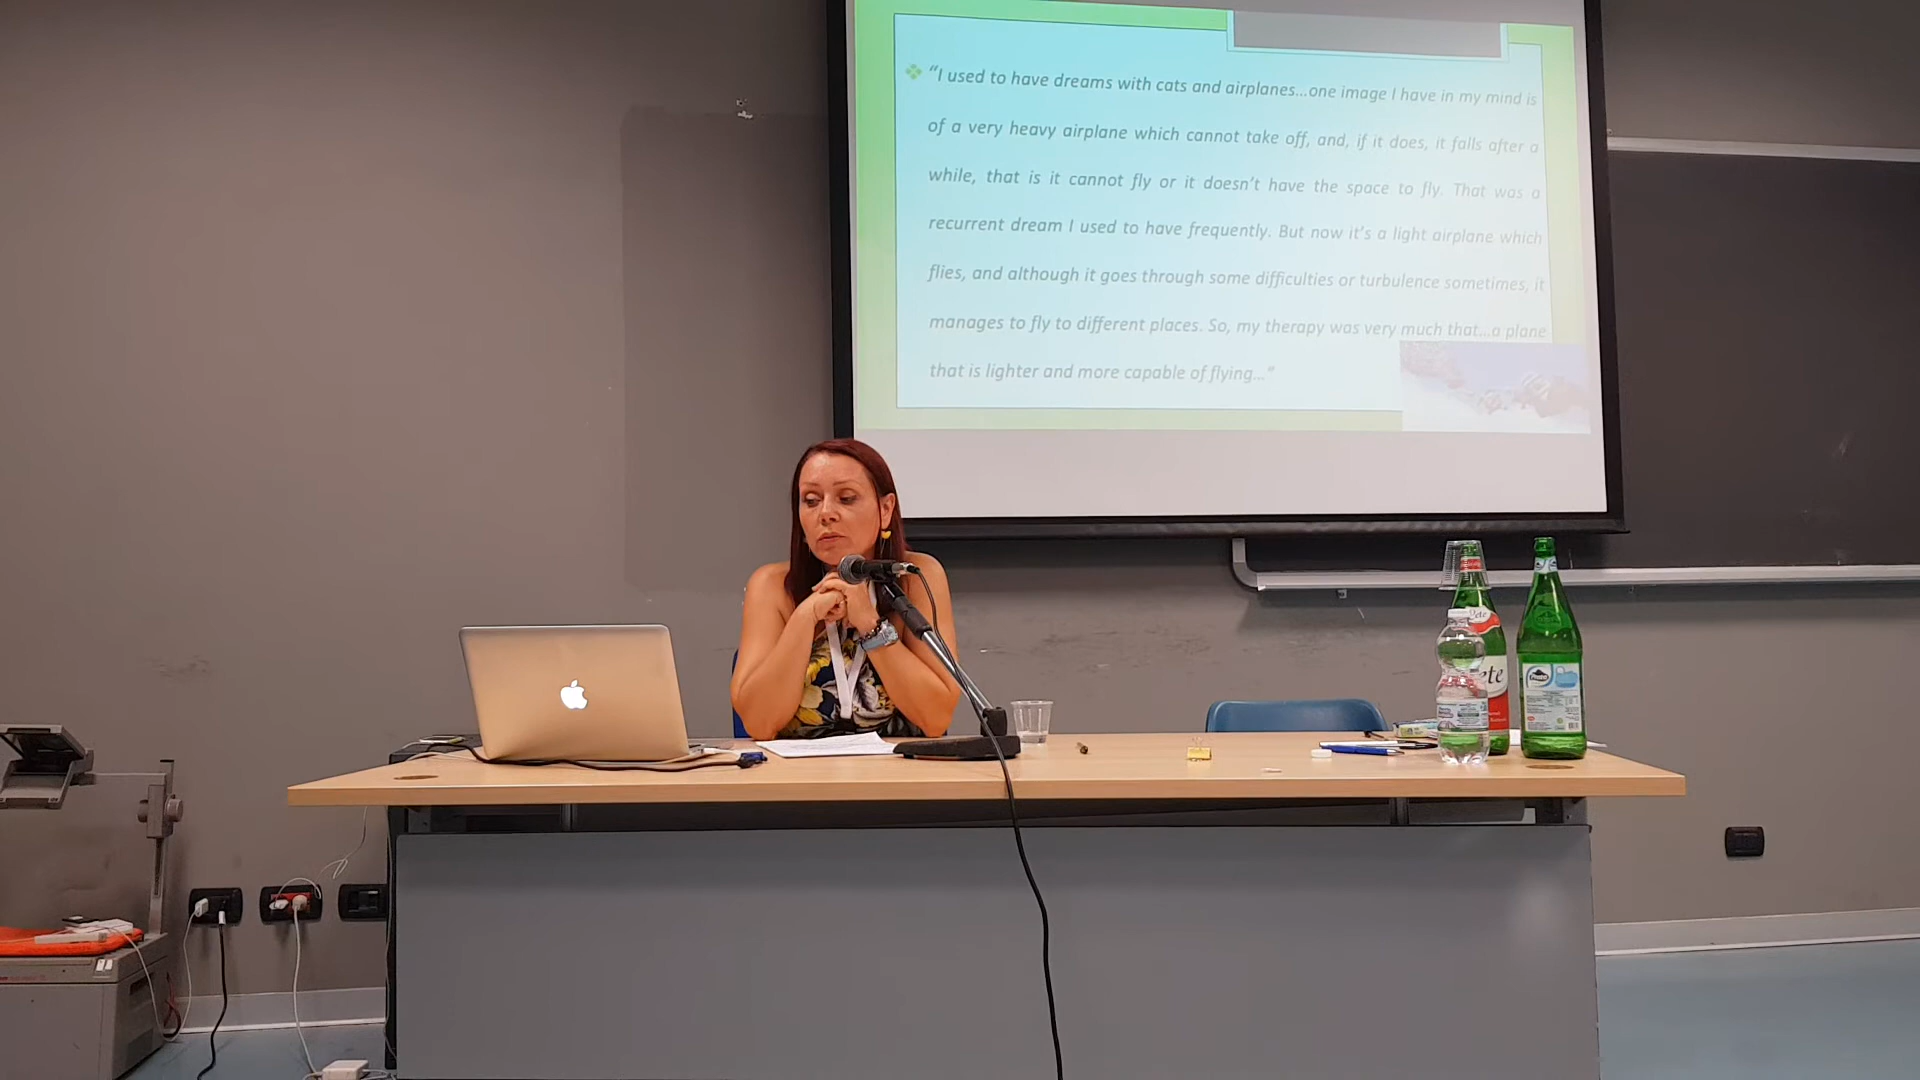 “I used to have dreams with cats and airplanes...one image I have in my mind is
of a very heavy airplane which cannot take off, and, if it does, it falls after a
while, that is it cannot fly or it doesn’t have the space to fly. That was a
recurrent dream I used to have frequently. But now it’s a light airplane which
flies, and although it goes through some difficulties or turbulence sometimes, it
manages to fly to different places. So, my therapy was very much that...a plane
that is lighter and more capable of flying...”
ete